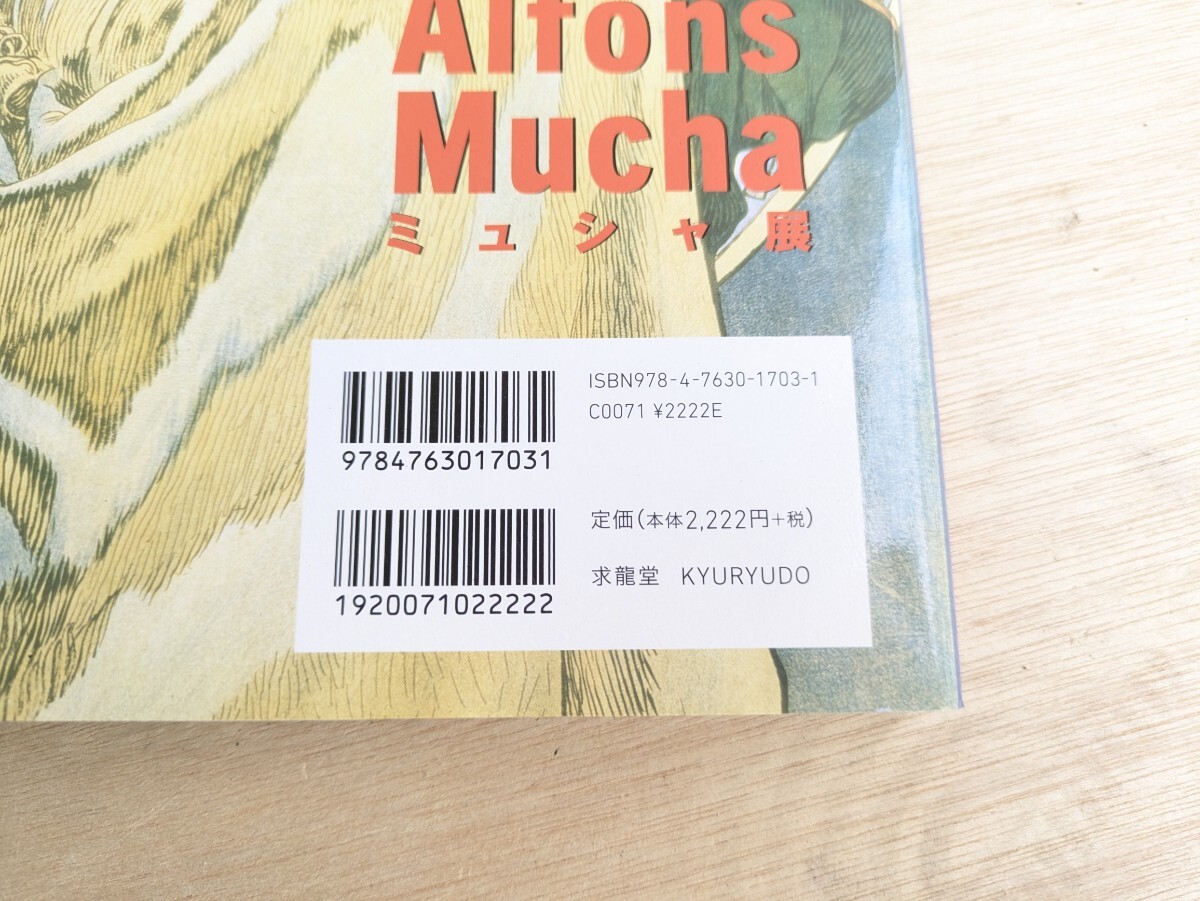 Alfons
Mucha
ミュシャ展
ISBN978-4-7630-1703-1
C0071 ¥2222E
9784763017031
定価(本体2,222円+税)
求龍堂 KYURYUDO
1920071022222